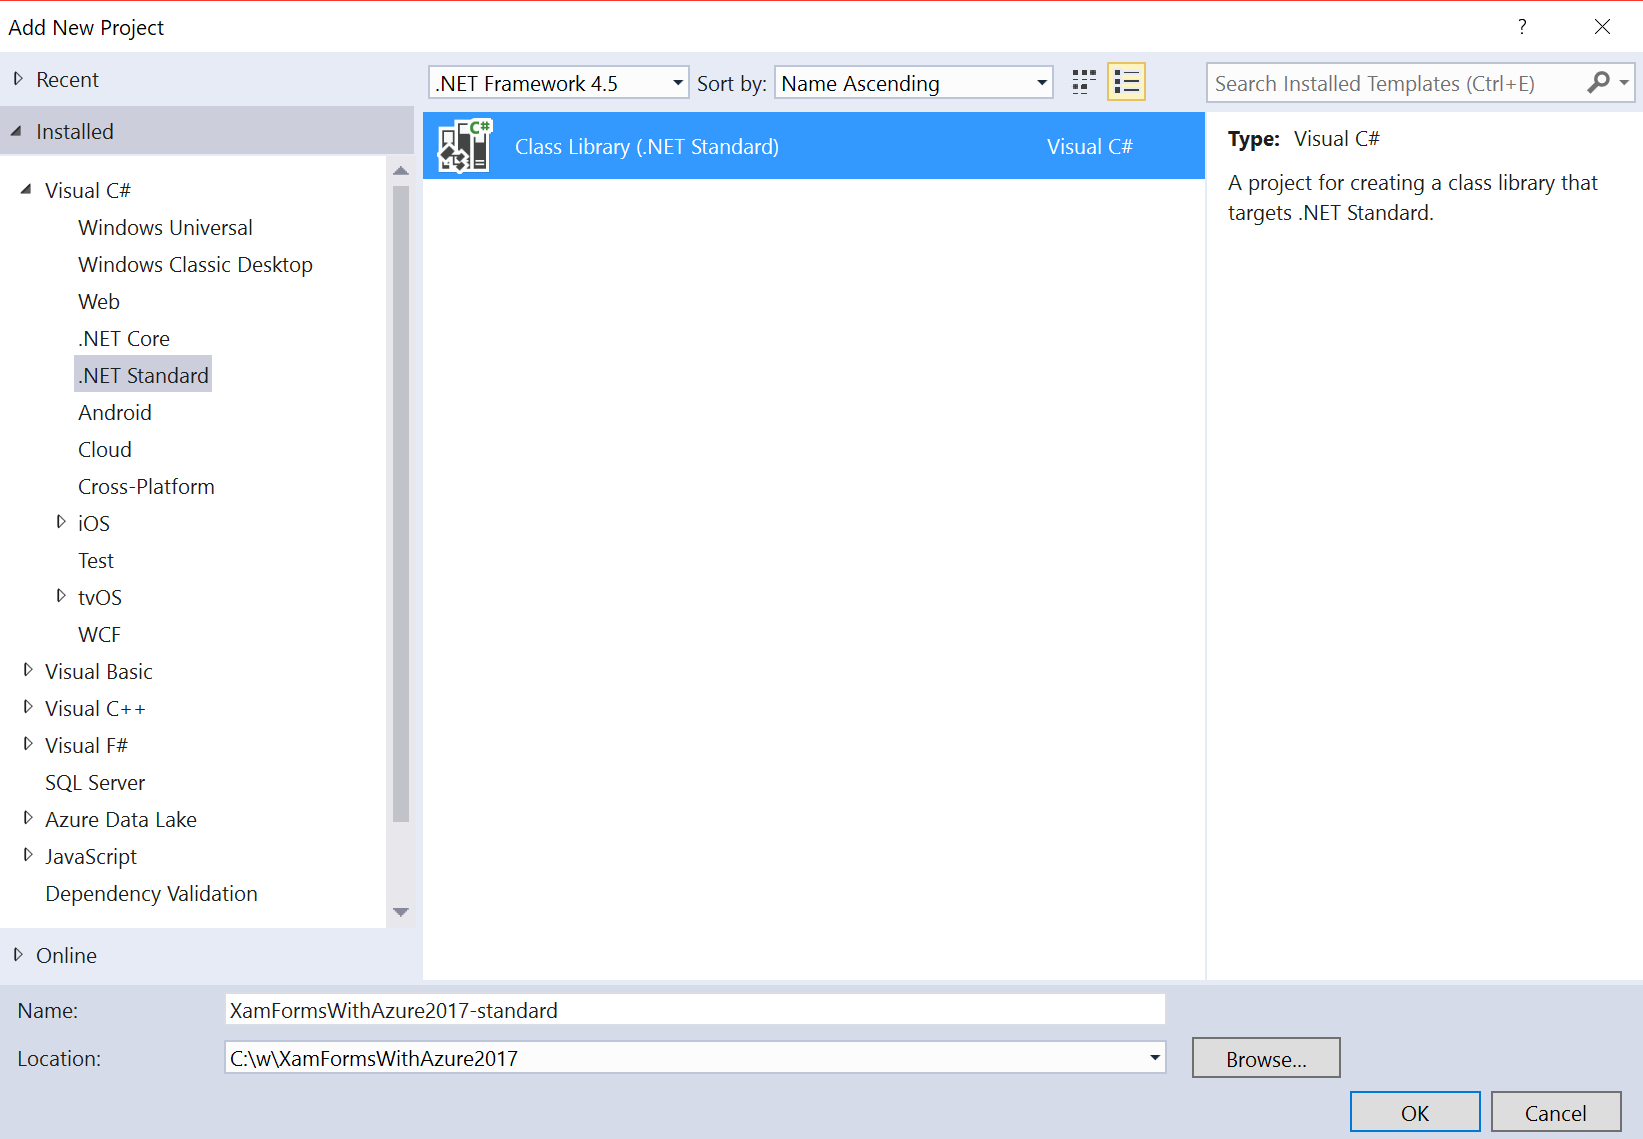 Add New Project
?
Recent
.NET Framework 4.5
Sort by:
Name Ascending
Search Installed Templates (Ctrl+E)
Installed
C#
Class Library (.NET Standard)
Visual C#
Type: Visual C#
A project for creating a class library that
targets .NET Standard.
Visual C#
Windows Universal
Windows Classic Desktop
Web
.NET Core
.NET Standard
Android
Cloud
Cross-Platform
iOS
Test
tvOS
WCF
Visual Basic
Visual C++
Visual F#
SQL Server
Azure Data Lake
JavaScript
Dependency Validation
Online
Name:
XamFormsWithAzure2017-standard
Location:
C:\w\XamFormsWithAzure2017
Browse...
OK
Cancel